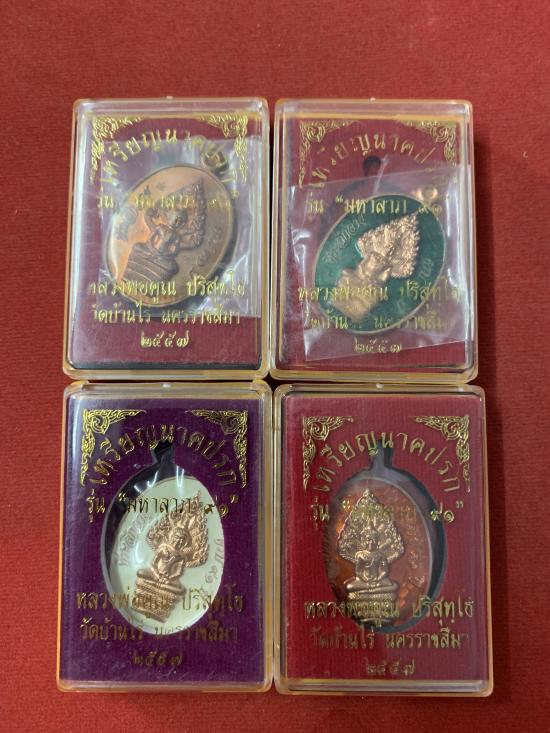 เหรียญนาคปรก
รุ่น “มหาลาภ ๙๑”
หลวงพ่อคูณ ปริสุทฺโธ
วัดบ้านไร่ นครราชสีมา
๒๕๕๗
เหรียญนาคปรก
รุ่น “มหาลาภ ๙๑”
หลวงพ่อคูณ ปริสุทฺโธ
วัดบ้านไร่ นครราชสีมา
๒๕๕๗
เหรียญนาคปรก
รุ่น “มหาลาภ ๙๑”
หลวงพ่อคูณ ปริสุทฺโธ
วัดบ้านไร่ นครราชสีมา
๒๕๕๗
เหรียญนาคปรก
รุ่น “มหาลาภ ๙๑”
หลวงพ่อคูณ ปริสุทฺโธ
วัดบ้านไร่ นครราชสีมา
๒๕๕๗